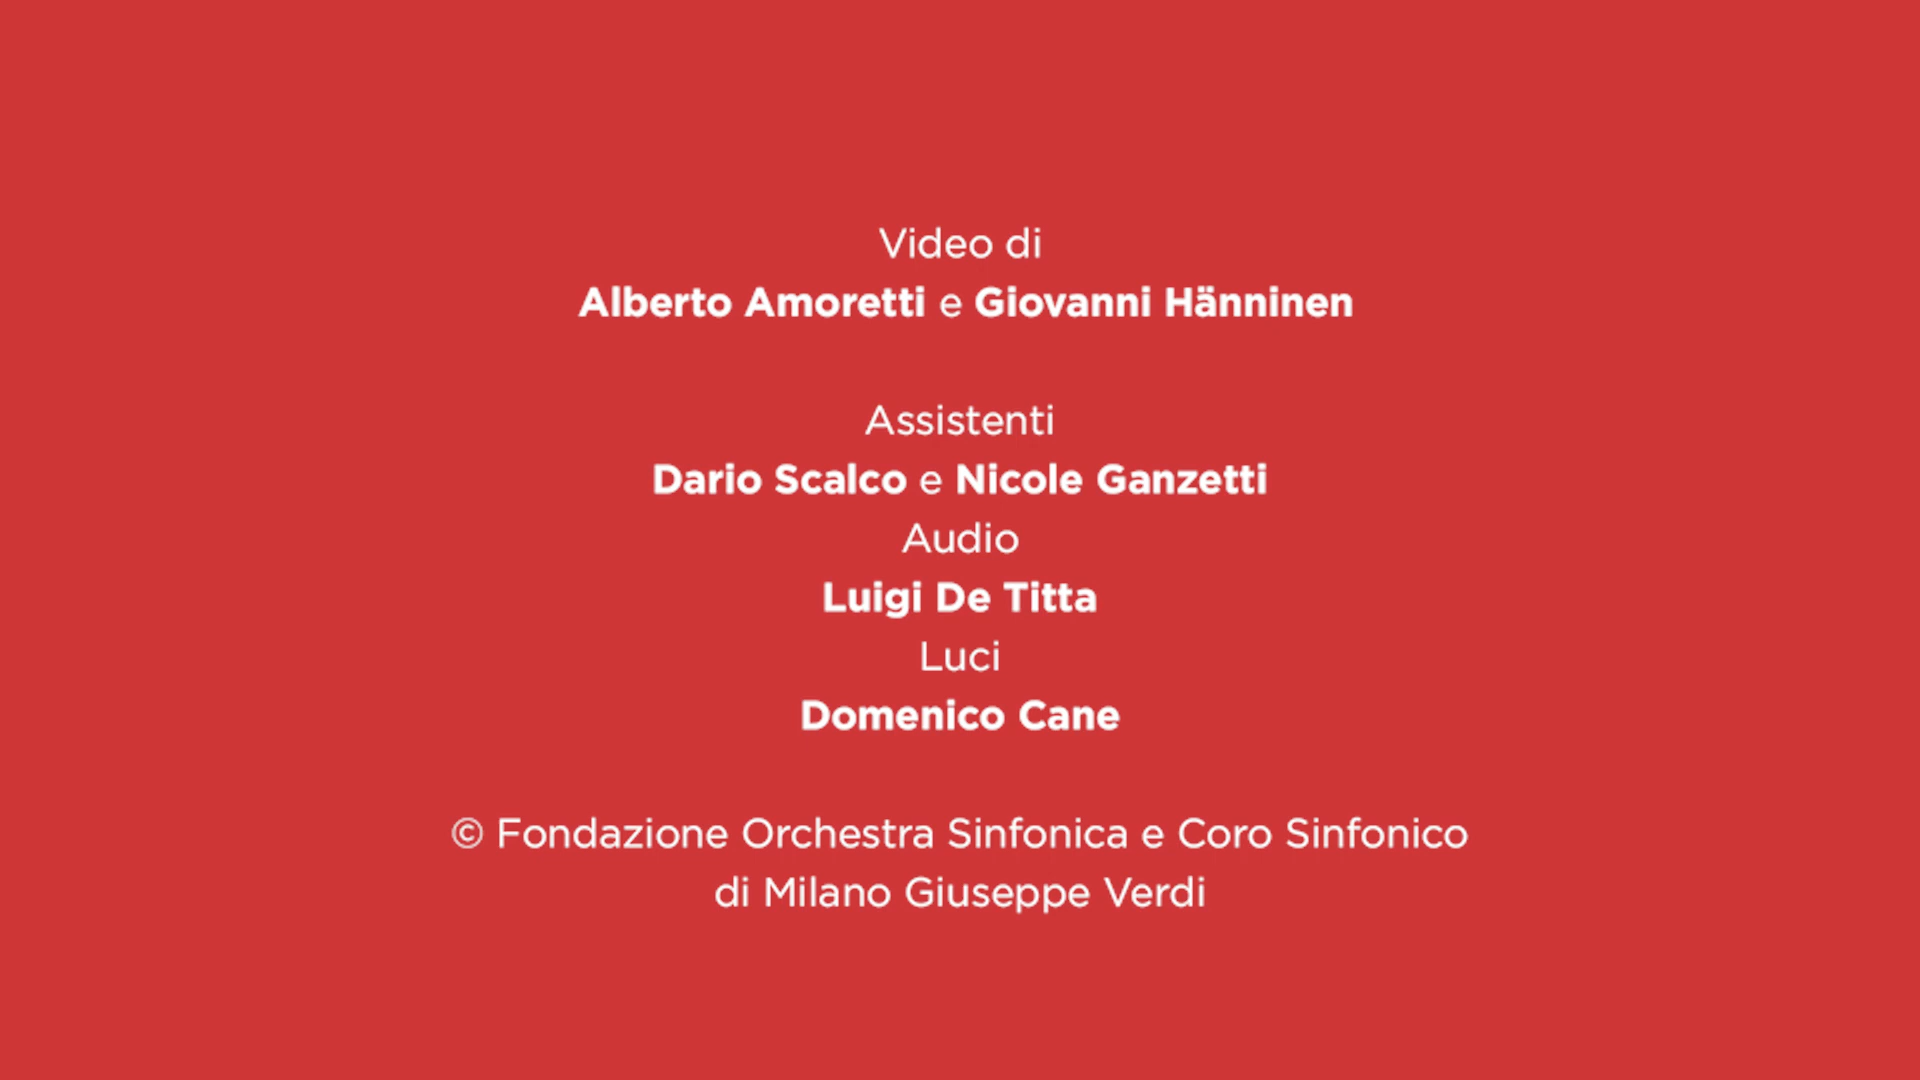 Video di
Alberto Amoretti e Giovanni Hänninen
Assistenti
Dario Scalco e Nicole Ganzetti
Audio
Luigi De Titta
Luci
Domenico Cane
© Fondazione Orchestra Sinfonica e Coro Sinfonico
di Milano Giuseppe Verdi